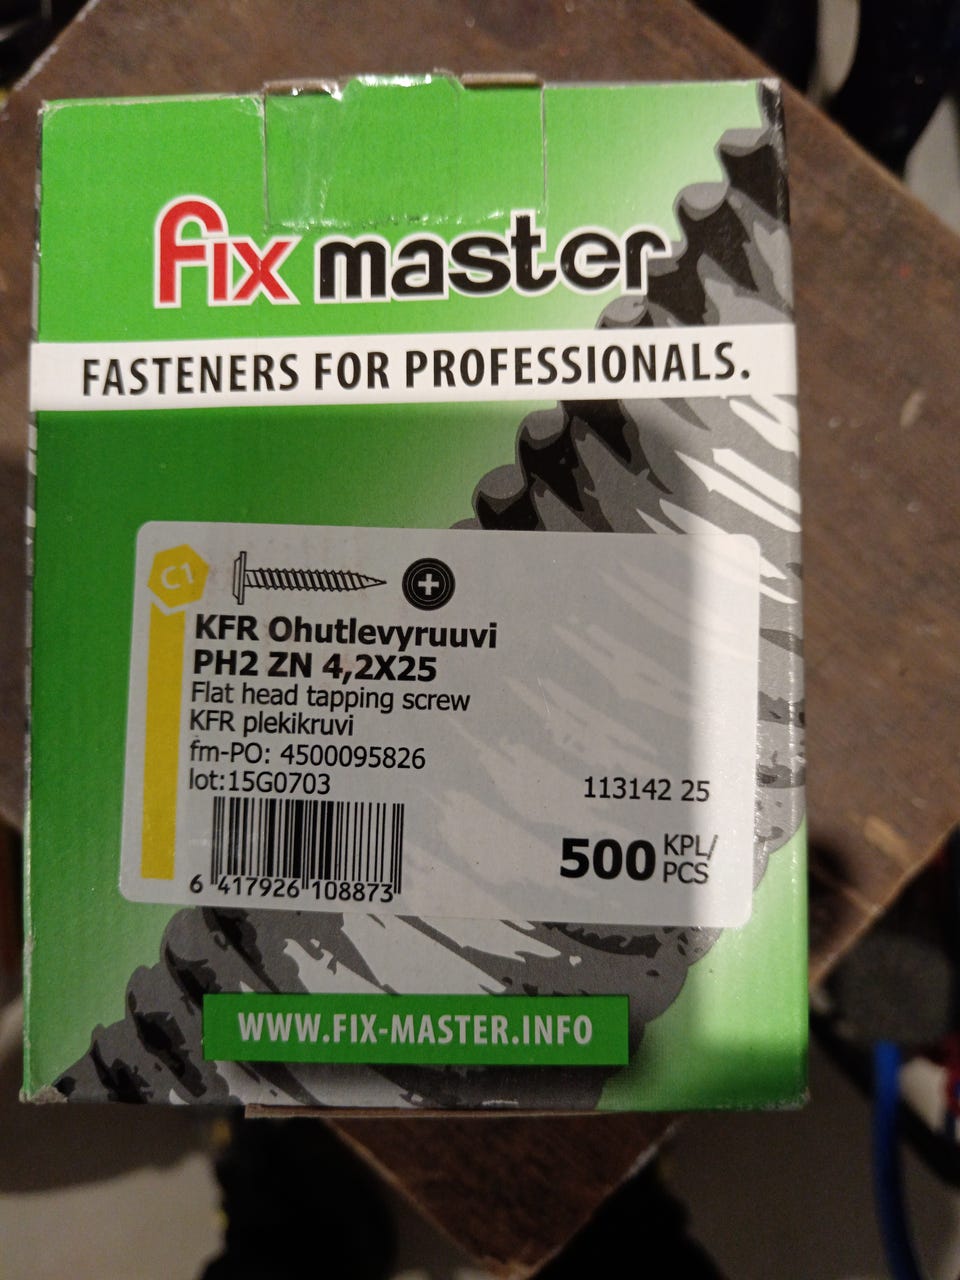 fix master
FASTENERS FOR PROFESSIONALS.
C1
KFR Ohutlevyruuvi
PH2 ZN 4,2X25
Flat head tapping screw
KFR plekikruvi
fm-PO: 4500095826
lot:15G0703
113142 25
500 KPL/
PCS
6 417926 108873
WWW.FIX-MASTER.INFO